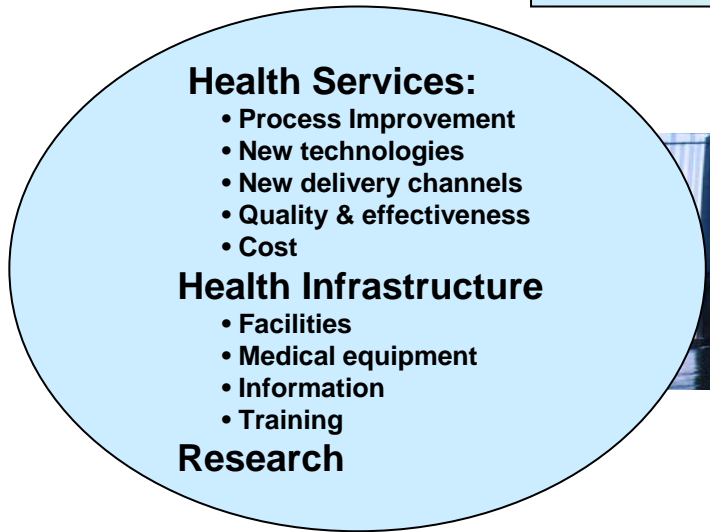 Health Services:
• Process Improvement
• New technologies
• New delivery channels
• Quality & effectiveness
• Cost
Health Infrastructure
• Facilities
• Medical equipment
• Information
• Training
Research